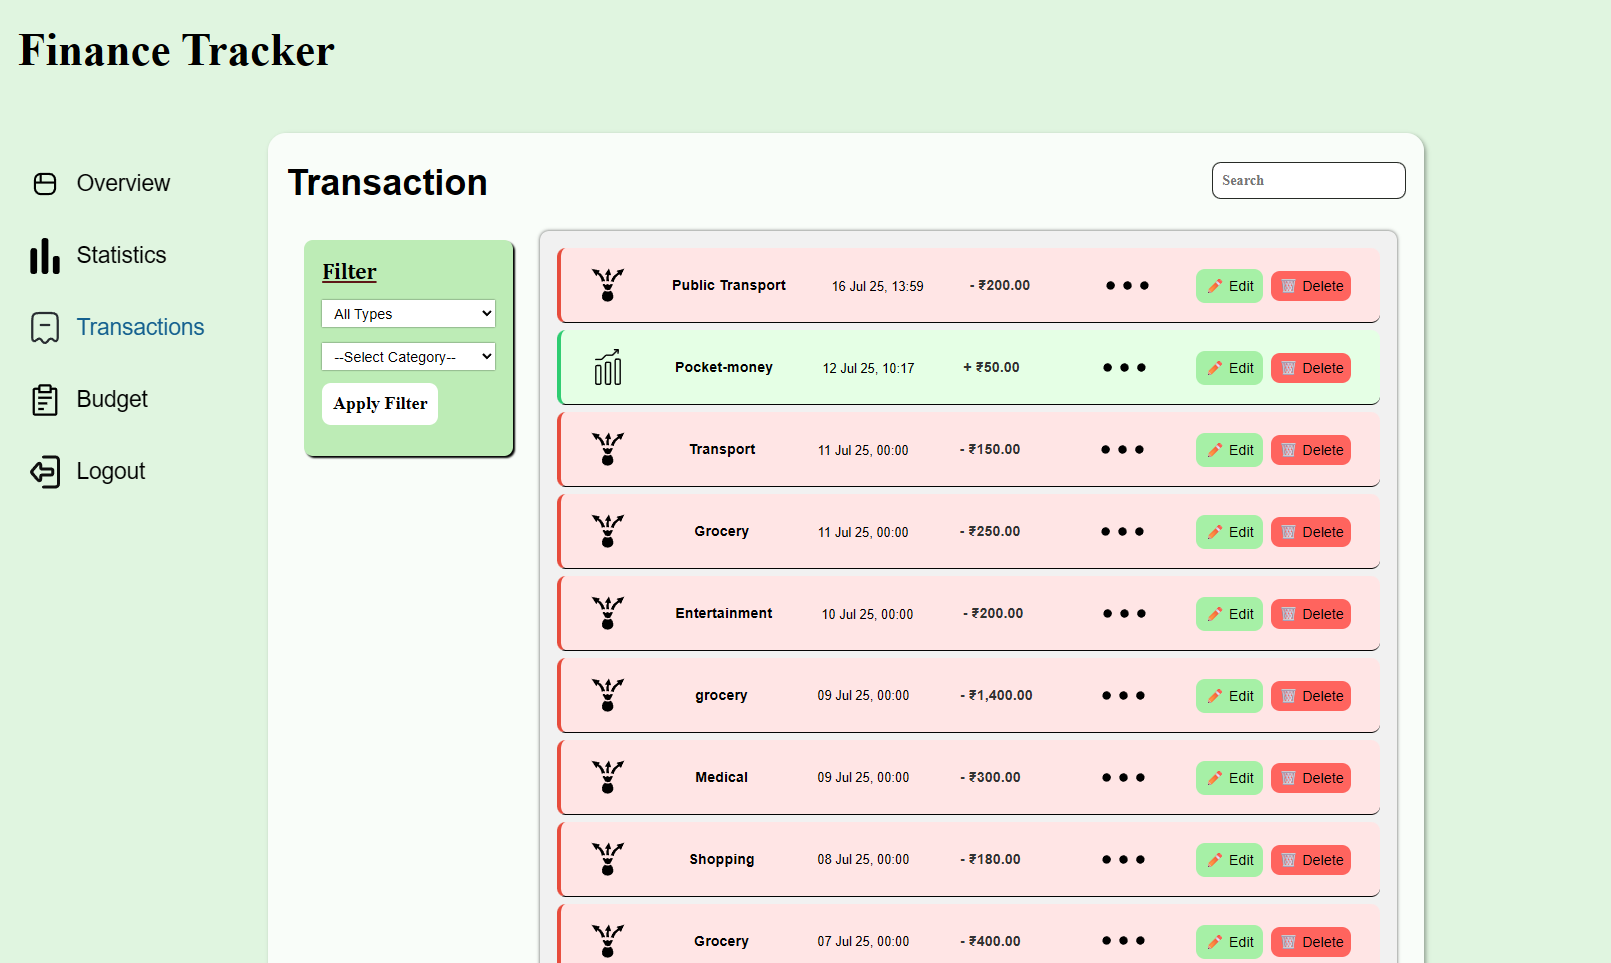 Finance Tracker
Overview
Statistics
Transactions
Budget
Logout
Transaction
Search
Filter
All Types
--Select Category--
Apply Filter
Public Transport 16 Jul 25, 13:59 - ₹200.00 Edit Delete
Pocket-money 12 Jul 25, 10:17 + ₹50.00 Edit Delete
Transport 11 Jul 25, 00:00 - ₹150.00 Edit Delete
Grocery 11 Jul 25, 00:00 - ₹250.00 Edit Delete
Entertainment 10 Jul 25, 00:00 - ₹200.00 Edit Delete
grocery 09 Jul 25, 00:00 - ₹1,400.00 Edit Delete
Medical 09 Jul 25, 00:00 - ₹300.00 Edit Delete
Shopping 08 Jul 25, 00:00 - ₹180.00 Edit Delete
Grocery 07 Jul 25, 00:00 - ₹400.00 Edit Delete